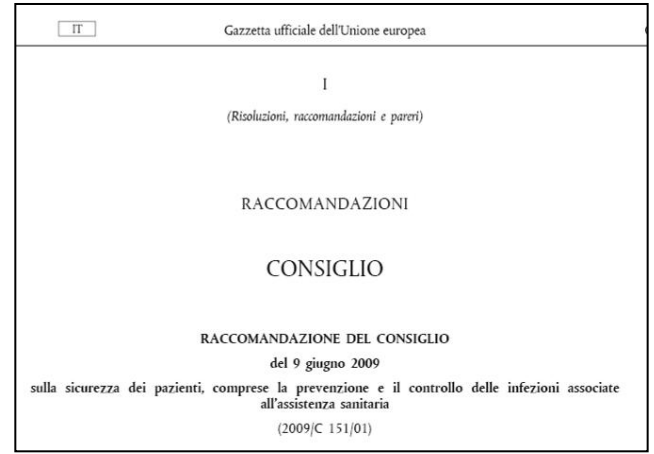 IT
Gazzetta ufficiale dell'Unione europea
I
(Risoluzioni, raccomandazioni e pareri)
RACCOMANDAZIONI
CONSIGLIO
RACCOMANDAZIONE DEL CONSIGLIO
del 9 giugno 2009
sulla sicurezza dei pazienti, comprese la prevenzione e il controllo delle infezioni associate
all'assistenza sanitaria
(2009/C 151/01)